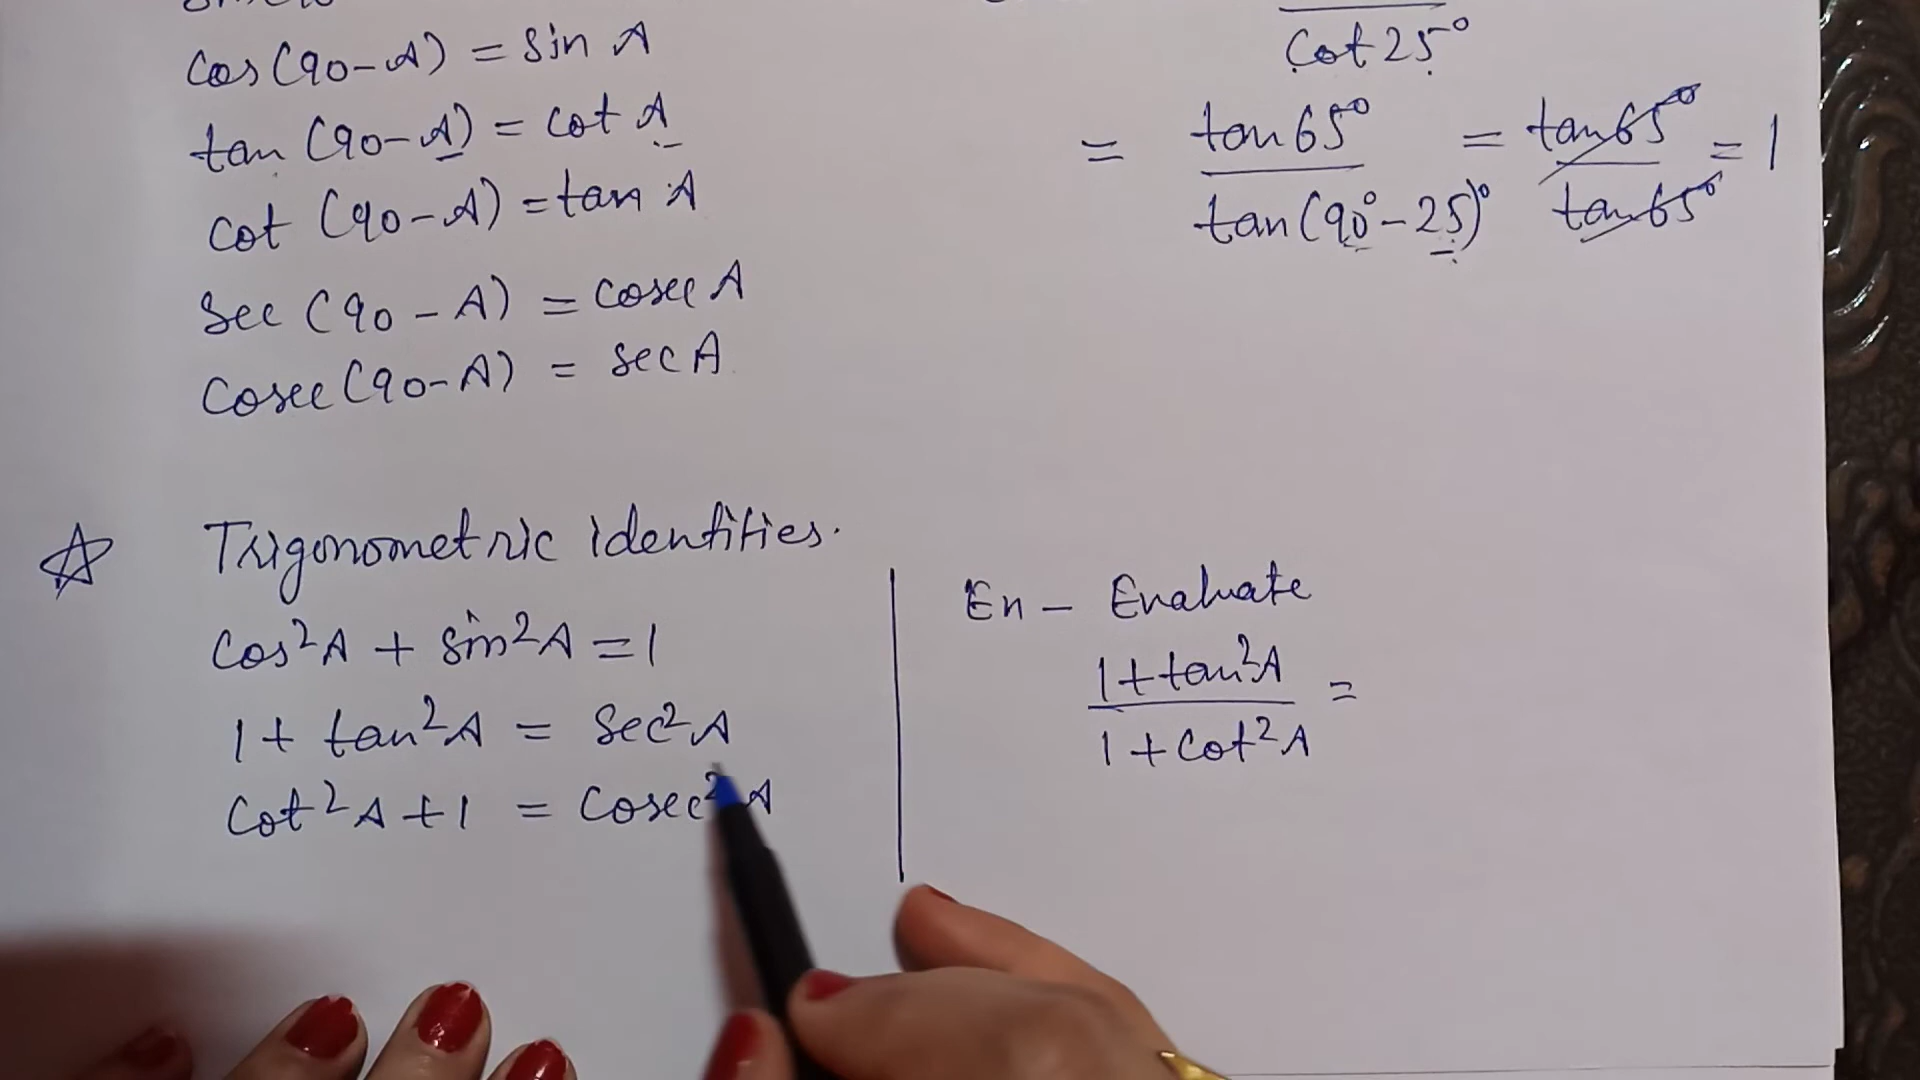 cos (90-A) = sin A
tan (90-A) = cot A
cot (90-A) = tan A
sec (90 - A) = cosec A
cosec (90-A) = sec A
cot 25°
= tan 65° = tan 65° = 1
tan (90°-25)° tan 65°
Trigonometric identities.
cos²A + sin²A = 1
1 + tan²A = sec²A
cot²A + 1 = cosec²A
Ex - Evaluate
1 + tan²A =
1 + cot²A